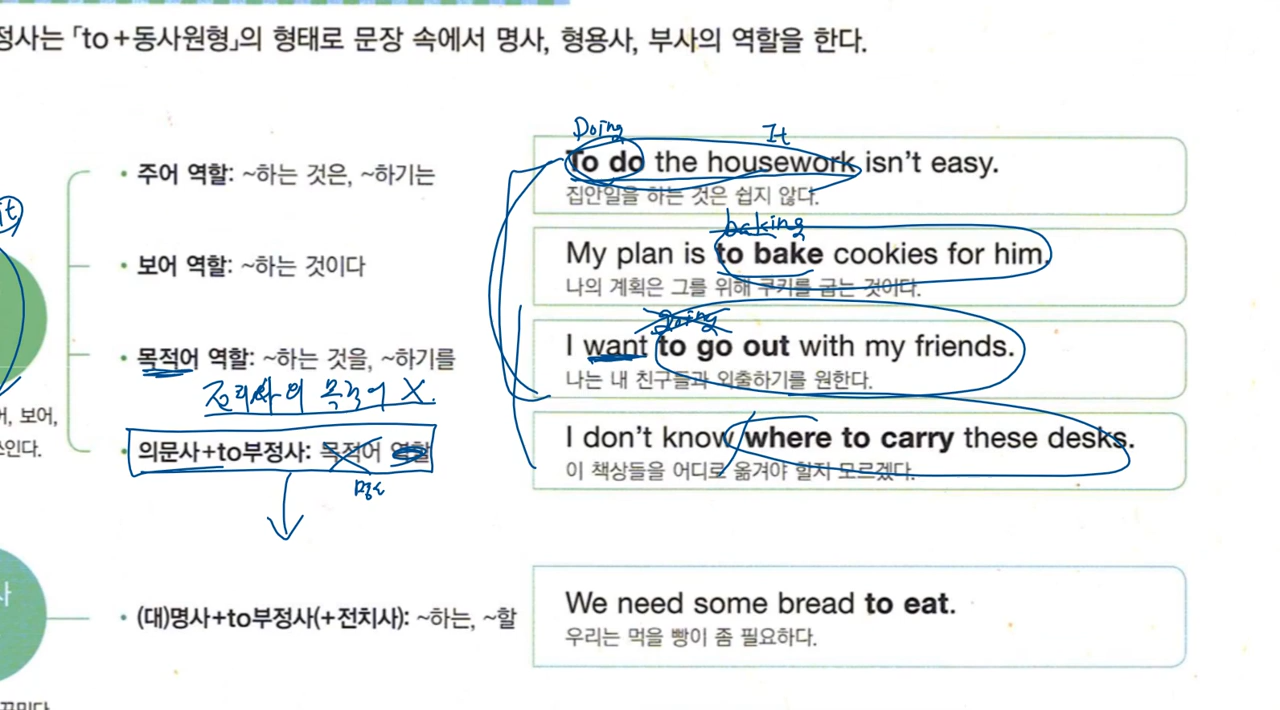 정사는 「to+동사원형」의 형태로 문장 속에서 명사, 형용사, 부사의 역할을 한다.
Doing It
• 주어 역할: ~하는 것은, ~하기는
To do the housework isn't easy.
집안일을 하는 것은 쉽지 않다.
it
baking
• 보어 역할: ~하는 것이다
My plan is to bake cookies for him.
나의 계획은 그를 위해 쿠키를 굽는 것이다.
going
• 목적어 역할: ~하는 것을, ~하기를
I want to go out with my friends.
나는 내 친구들과 외출하기를 원한다.
전치사의 목적어 X.
어, 보어,
쓰인다.
• 의문사+to부정사: 목적어 역할
I don't know where to carry these desks.
이 책상들을 어디로 옮겨야 할지 모르겠다.
명사
사
• (대)명사+to부정사(+전치사): ~하는, ~할
We need some bread to eat.
우리는 먹을 빵이 좀 필요하다.